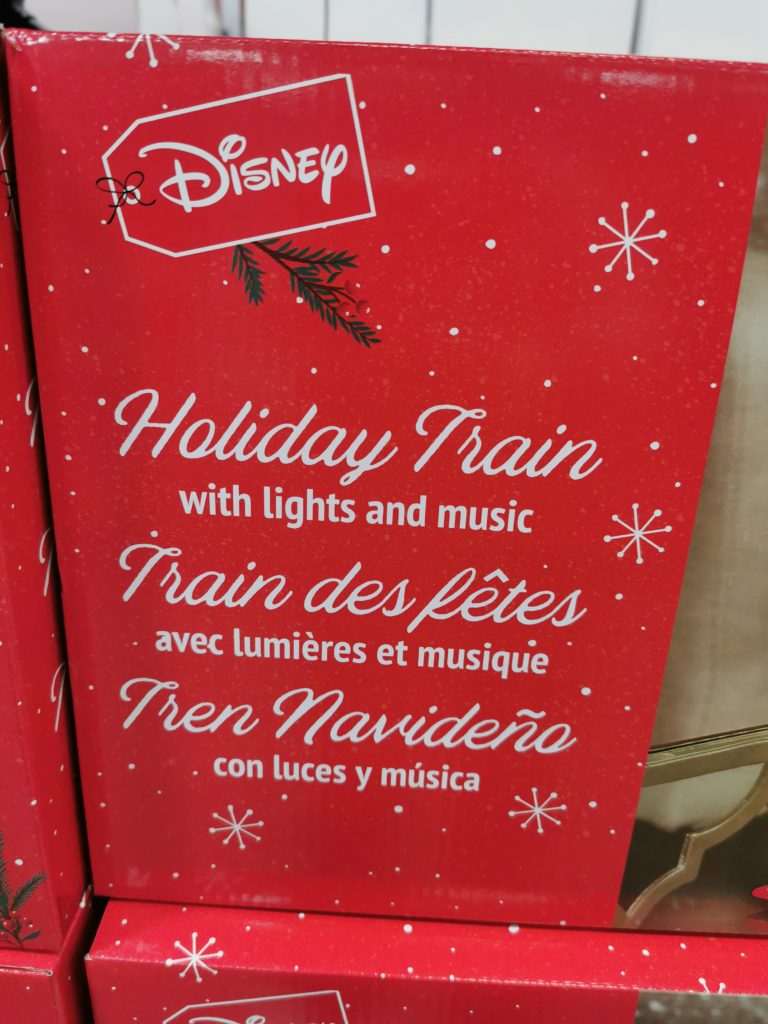 Disney
Holiday Train
with lights and music
Train des fêtes
avec lumières et musique
Tren Navideño
con luces y música
Disney